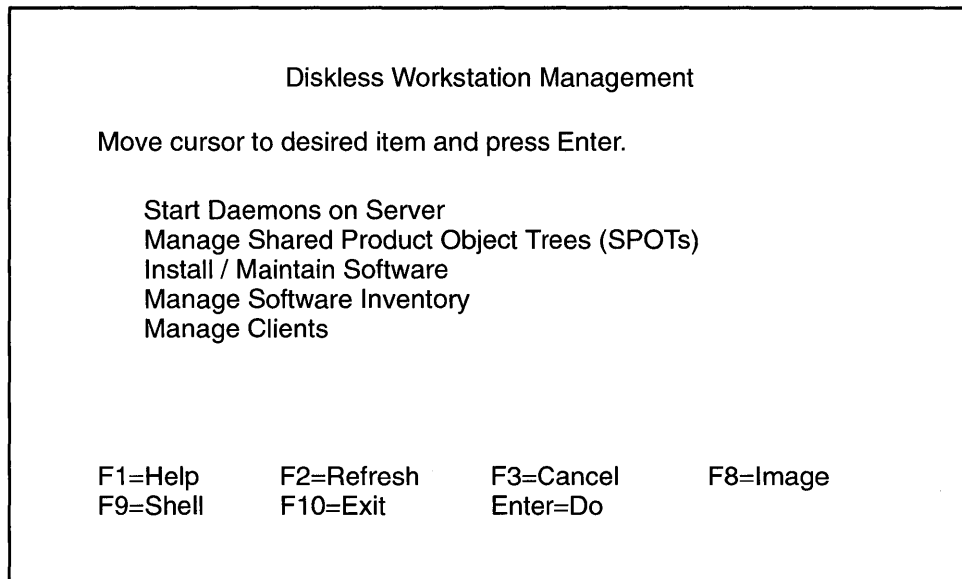 Diskless Workstation Management
Move cursor to desired item and press Enter.
Start Daemons on Server
Manage Shared Product Object Trees (SPOTs)
Install / Maintain Software
Manage Software Inventory
Manage Clients
F1=Help F2=Refresh F3=Cancel F8=Image
F9=Shell F10=Exit Enter=Do